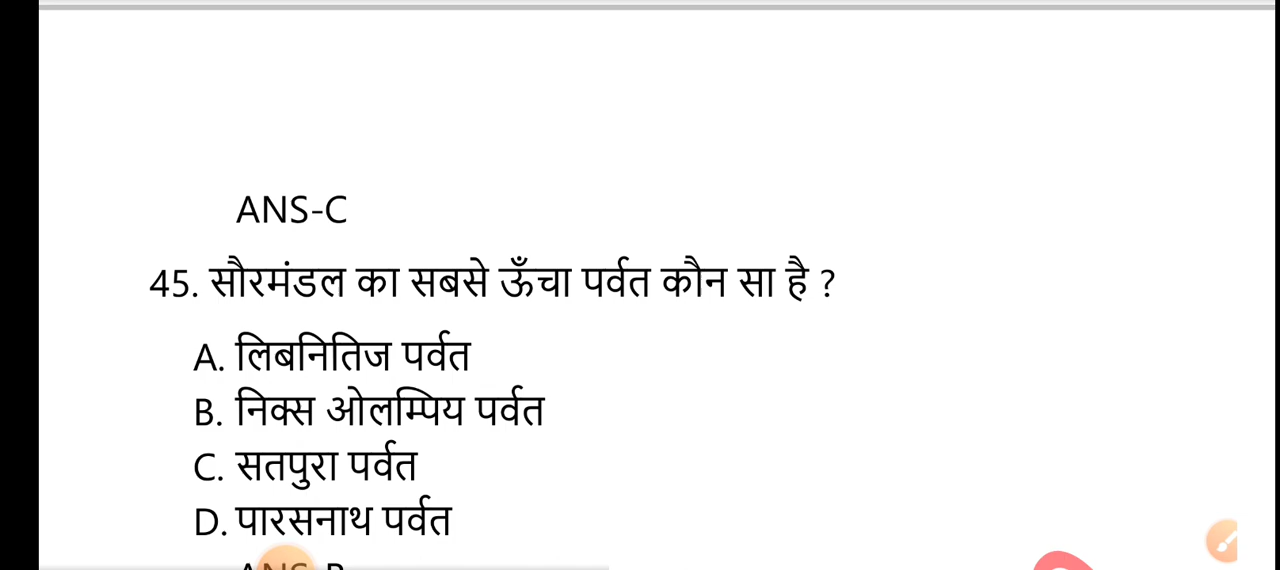 ANS-C
45. सौरमंडल का सबसे ऊँचा पर्वत कौन सा है ?
A. लिबनितिज पर्वत
B. निक्स ओलम्पिय पर्वत
C. सतपुरा पर्वत
D. पारसनाथ पर्वत